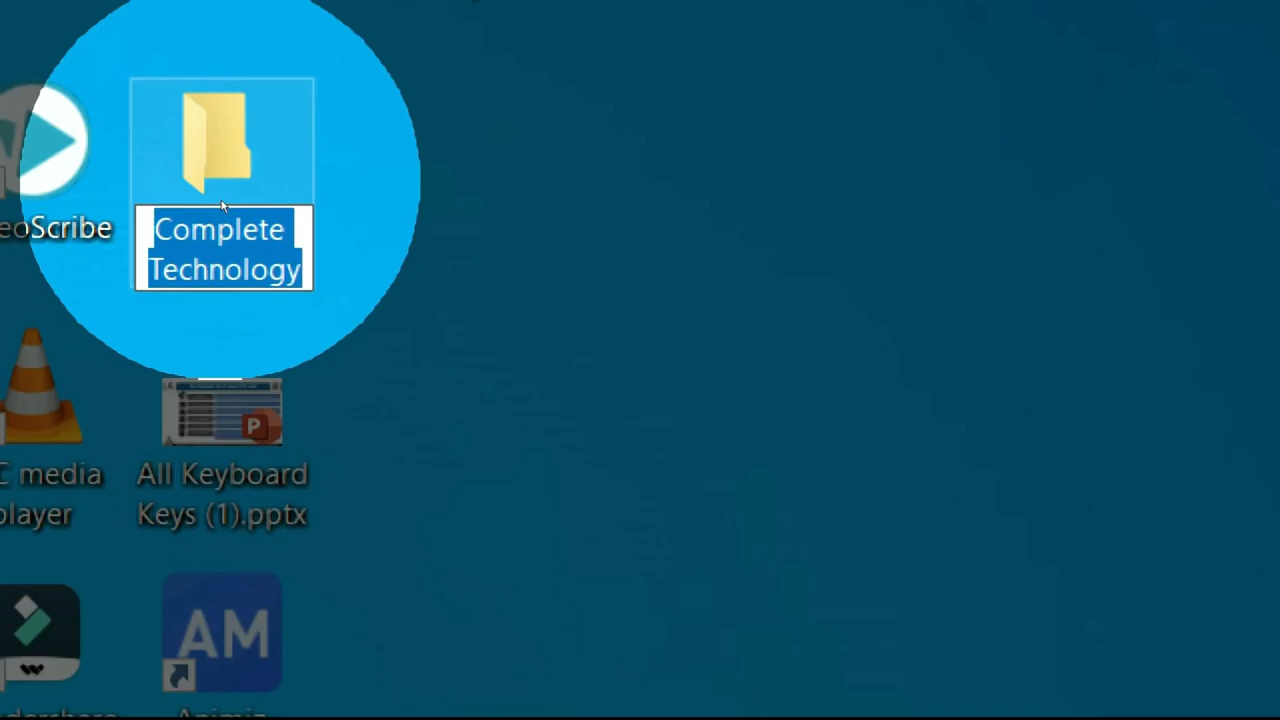 eoScribe
Complete
Technology
C media
player
All Keyboard
Keys (1).pptx
P
AM